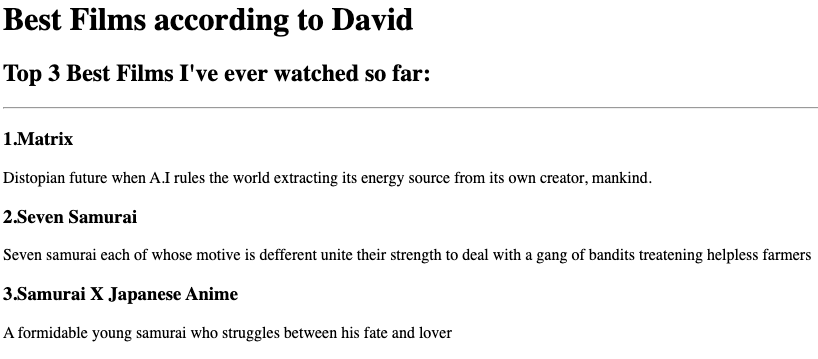 Best Films according to David
Top 3 Best Films I've ever watched so far:
1.Matrix
Distopian future when A.I rules the world extracting its energy source from its own creator, mankind.
2.Seven Samurai
Seven samurai each of whose motive is defferent unite their strength to deal with a gang of bandits treatening helpless farmers
3.Samurai X Japanese Anime
A formidable young samurai who struggles between his fate and lover